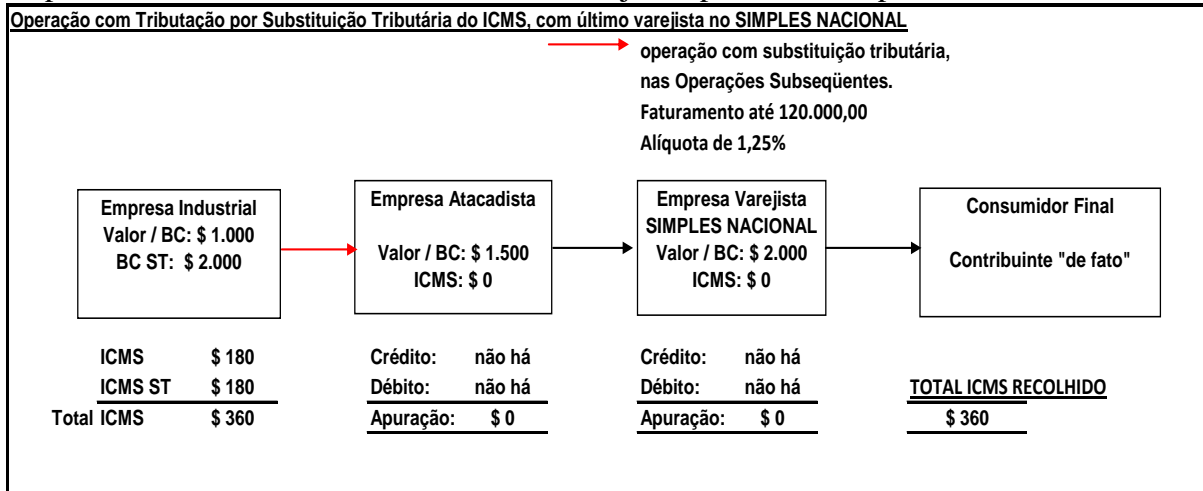 Operação com Tributação por Substituição Tributária do ICMS, com último varejista no SIMPLES NACIONAL
operação com substituição tributária,
nas Operações Subseqüentes.
Faturamento até 120.000,00
Alíquota de 1,25%
Empresa Industrial
Valor / BC: $ 1.000
BC ST: $ 2.000
Empresa Atacadista
Valor / BC: $ 1.500
ICMS: $ 0
Empresa Varejista
SIMPLES NACIONAL
Valor / BC: $ 2.000
ICMS: $ 0
Consumidor Final
Contribuinte "de fato"
ICMS $ 180
ICMS ST $ 180
Total ICMS $ 360
Crédito: não há
Débito: não há
Apuração: $ 0
Crédito: não há
Débito: não há
Apuração: $ 0
TOTAL ICMS RECOLHIDO
$ 360